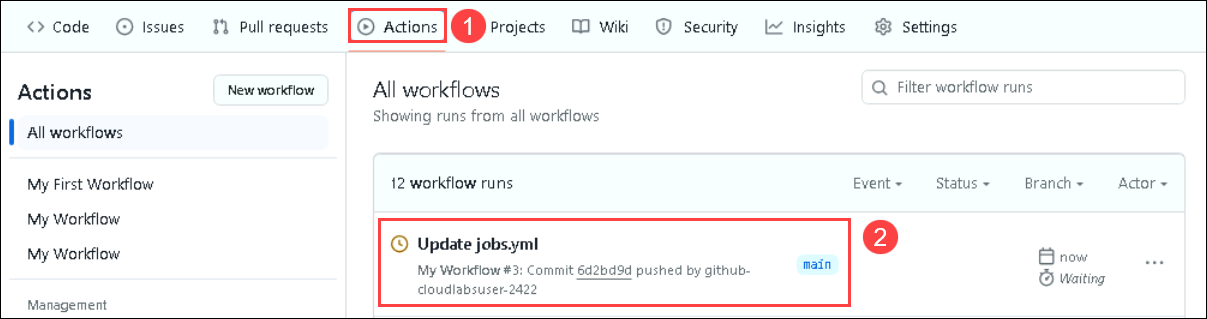 Code Issues Pull requests Actions 1 Projects Wiki Security Insights Settings
Actions New workflow
All workflows
My First Workflow
My Workflow
My Workflow
Management
All workflows
Showing runs from all workflows
Filter workflow runs
12 workflow runs Event Status Branch Actor
Update jobs.yml 2
My Workflow #3: Commit 6d2bd9d pushed by github-
cloudlabsuser-2422
main
now
Waiting